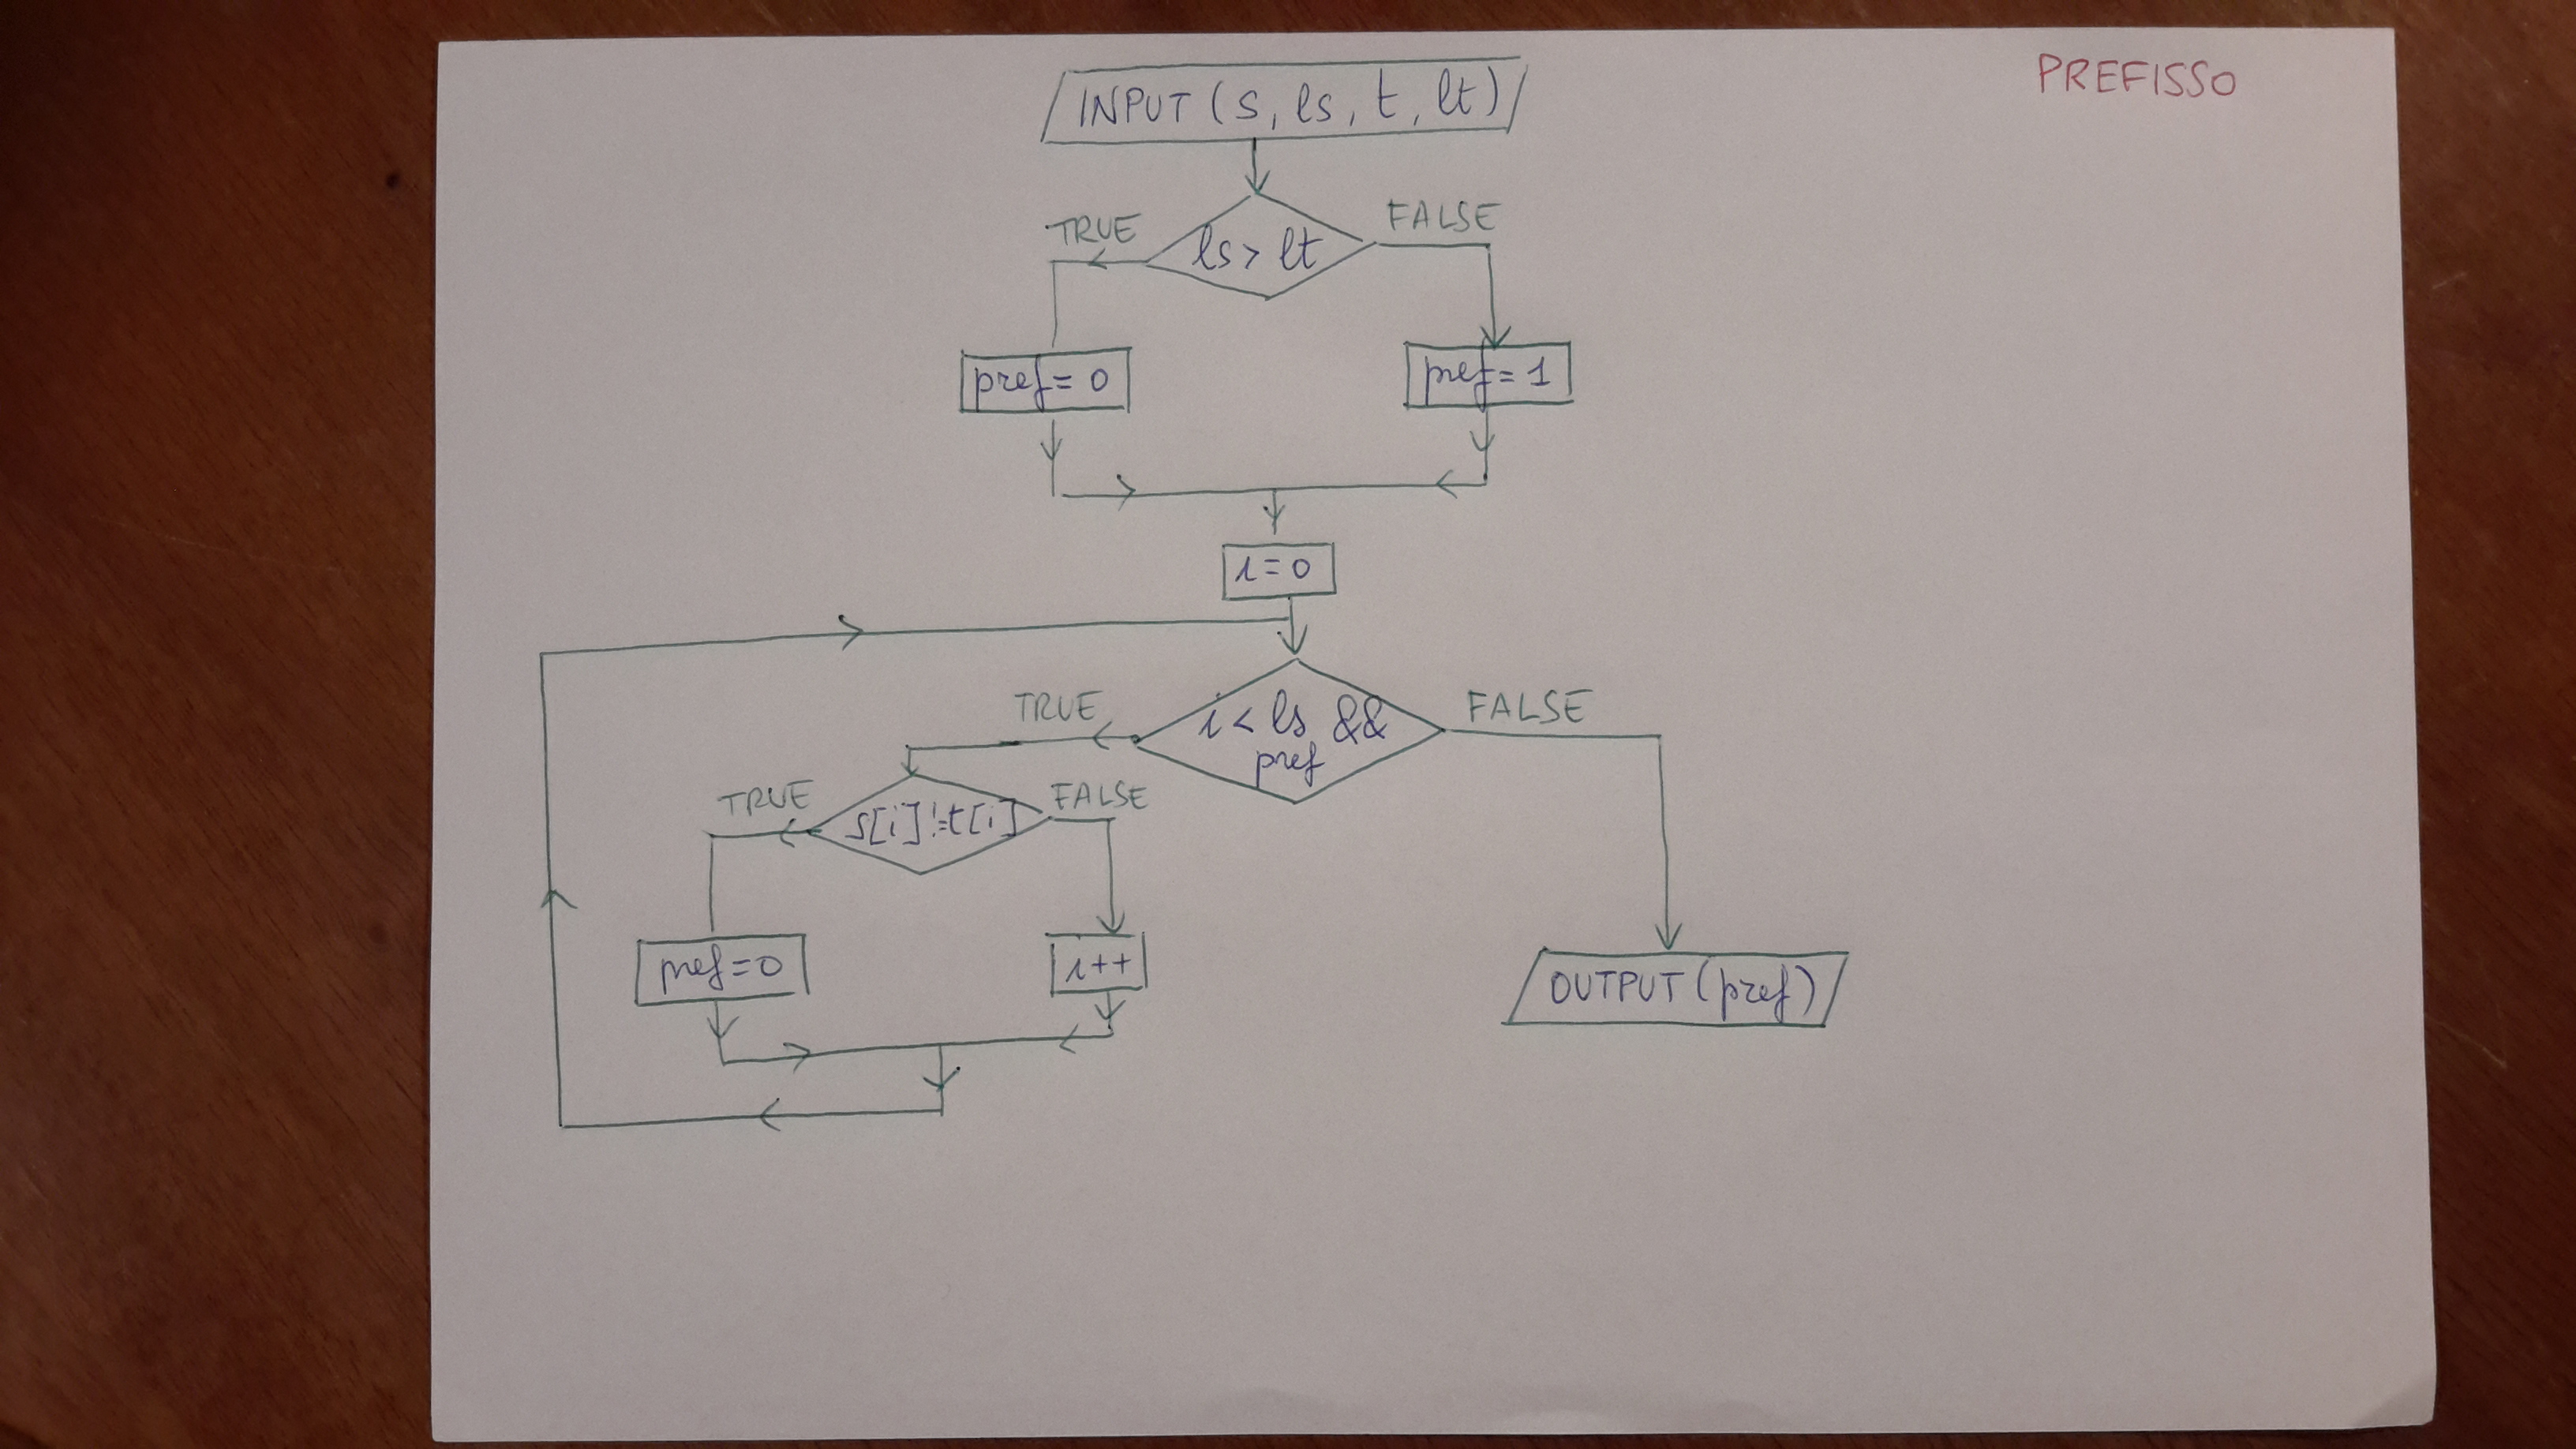 PREFISSO
INPUT (s, ls, t, lt)
TRUE
FALSE
ls > lt
pref = 0
pref = 1
i = 0
TRUE
i < ls &&
pref
FALSE
TRUE
s[i] != t[i]
FALSE
pref = 0
i++
OUTPUT (pref)